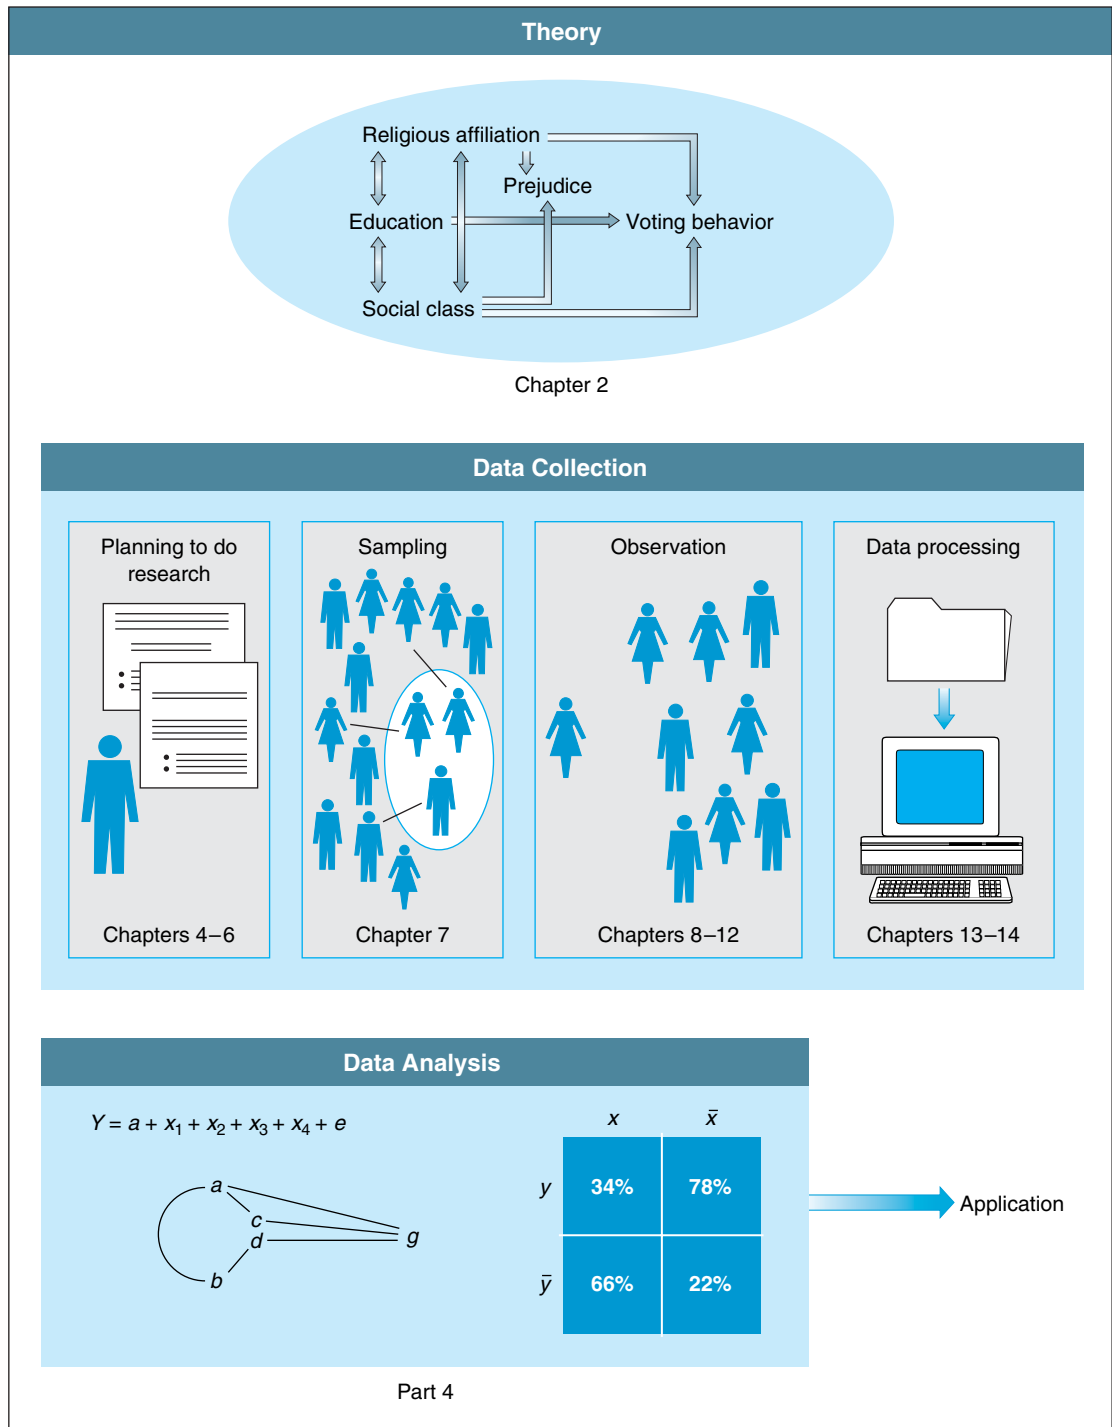 Theory
Religious affiliation
Prejudice
Education
Voting behavior
Social class
Chapter 2
Data Collection
Planning to do
research
Chapters 4–6
Sampling
Chapter 7
Observation
Chapters 8–12
Data processing
Chapters 13–14
Data Analysis
Y = a + x₁ + x₂ + x₃ + x₄ + e
a
c
d
g
b
x x̄
y 34% 78%
ȳ 66% 22%
Application
Part 4